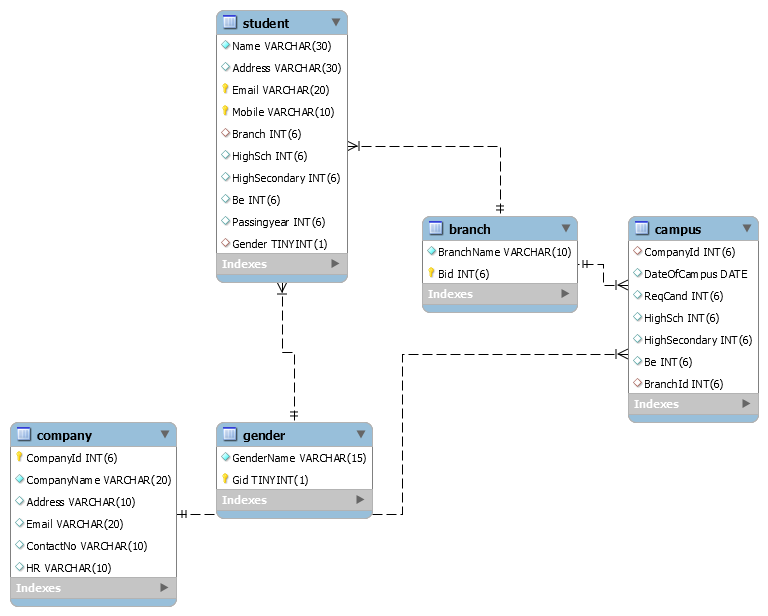 student
Name VARCHAR(30)
Address VARCHAR(30)
Email VARCHAR(20)
Mobile VARCHAR(10)
Branch INT(6)
HighSch INT(6)
HighSecondary INT(6)
Be INT(6)
Passingyear INT(6)
Gender TINYINT(1)
Indexes
branch
BranchName VARCHAR(10)
Bid INT(6)
Indexes
campus
CompanyId INT(6)
DateOfCampus DATE
ReqCand INT(6)
HighSch INT(6)
HighSecondary INT(6)
Be INT(6)
BranchId INT(6)
Indexes
company
CompanyId INT(6)
CompanyName VARCHAR(20)
Address VARCHAR(10)
Email VARCHAR(20)
ContactNo VARCHAR(10)
HR VARCHAR(10)
Indexes
gender
GenderName VARCHAR(15)
Gid TINYINT(1)
Indexes